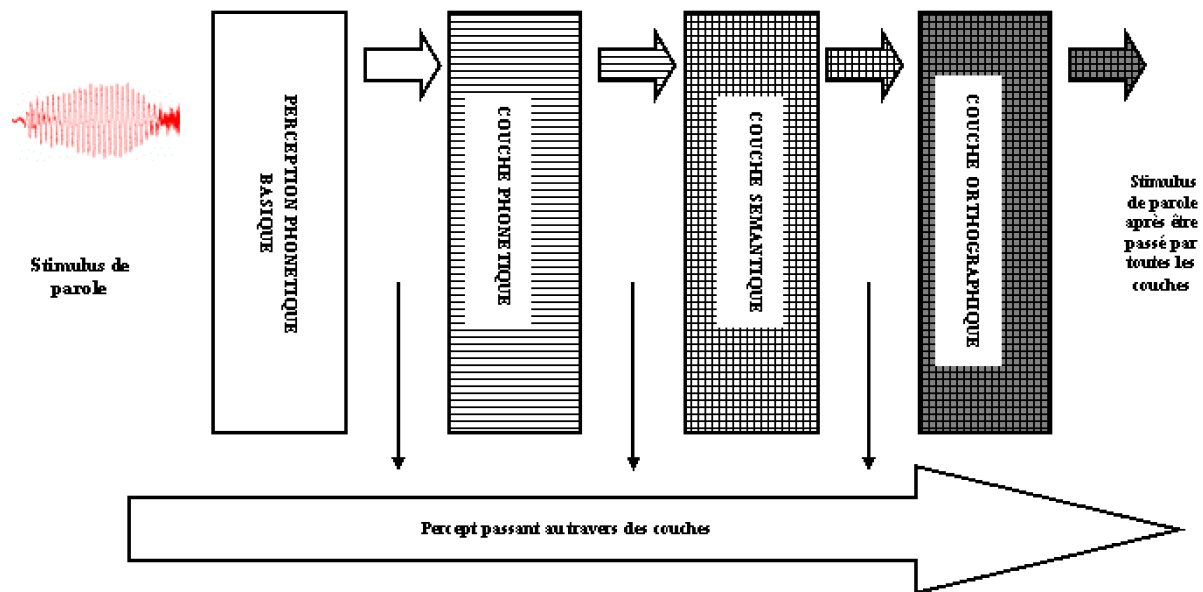 Stimulus de
parole
PERCEPTION PHONETIQUE
BASIQUE
COUCHE PHONETIQUE
COUCHE SEMANTIQUE
COUCHE ORTHOGRAPHIQUE
Stimulus
de parole
après être
passé par
toutes les
couches
Percept passant au travers des couches